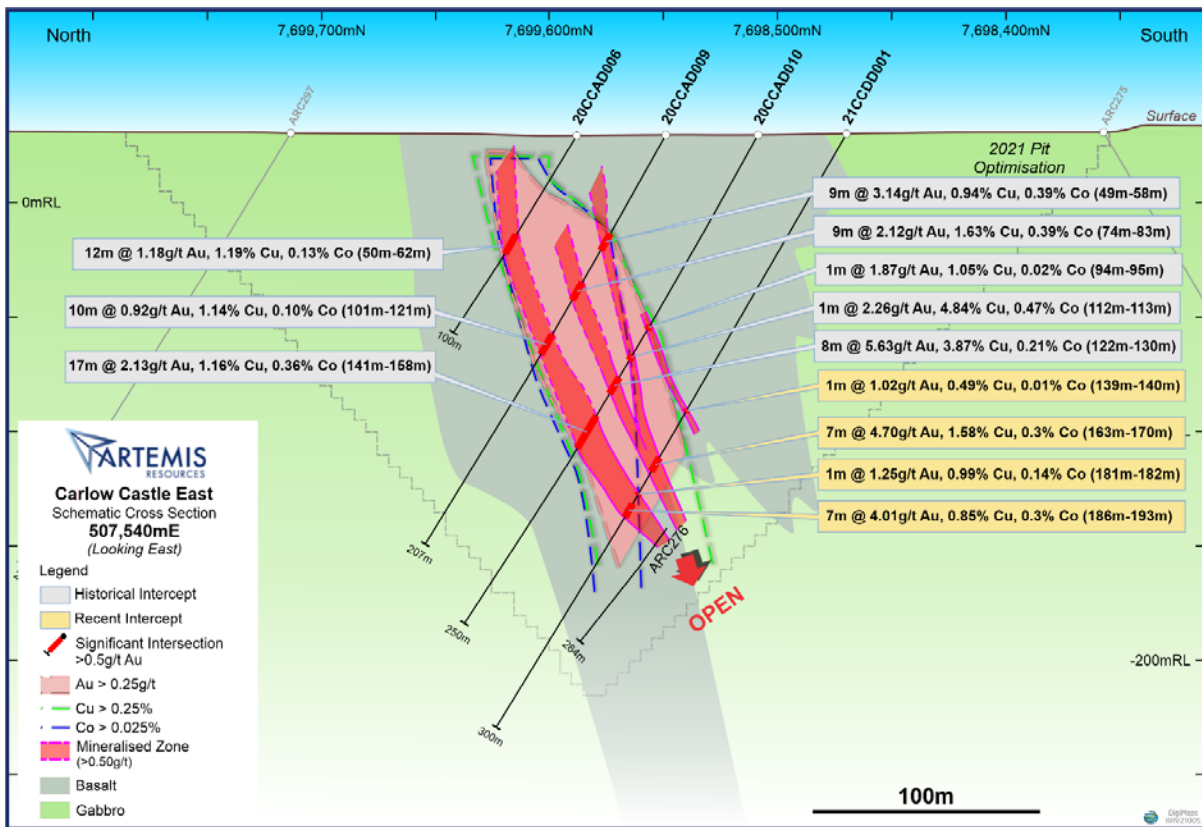 North
7,699,700mN
7,699,600mN
7,698,500mN
7,698,400mN
South
ARC297
20CCAD006
20CCAD009
20CCAD010
21CCDD001
ARC275
Surface
2021 Pit
Optimisation
0mRL
9m @ 3.14g/t Au, 0.94% Cu, 0.39% Co (49m-58m)
9m @ 2.12g/t Au, 1.63% Cu, 0.39% Co (74m-83m)
12m @ 1.18g/t Au, 1.19% Cu, 0.13% Co (50m-62m)
1m @ 1.87g/t Au, 1.05% Cu, 0.02% Co (94m-95m)
10m @ 0.92g/t Au, 1.14% Cu, 0.10% Co (101m-121m)
1m @ 2.26g/t Au, 4.84% Cu, 0.47% Co (112m-113m)
100m
8m @ 5.63g/t Au, 3.87% Cu, 0.21% Co (122m-130m)
17m @ 2.13g/t Au, 1.16% Cu, 0.36% Co (141m-158m)
1m @ 1.02g/t Au, 0.49% Cu, 0.01% Co (139m-140m)
7m @ 4.70g/t Au, 1.58% Cu, 0.3% Co (163m-170m)
1m @ 1.25g/t Au, 0.99% Cu, 0.14% Co (181m-182m)
7m @ 4.01g/t Au, 0.85% Cu, 0.3% Co (186m-193m)
ARTEMIS
RESOURCES
Carlow Castle East
Schematic Cross Section
507,540mE
(Looking East)
Legend
Historical Intercept
Recent Intercept
Significant Intersection
>0.5g/t Au
Au > 0.25g/t
Cu > 0.25%
Co > 0.025%
Mineralised Zone
(>0.50g/t)
Basalt
Gabbro
207m
ARC276
OPEN
250m
264m
-200mRL
300m
100m
DigiMaps